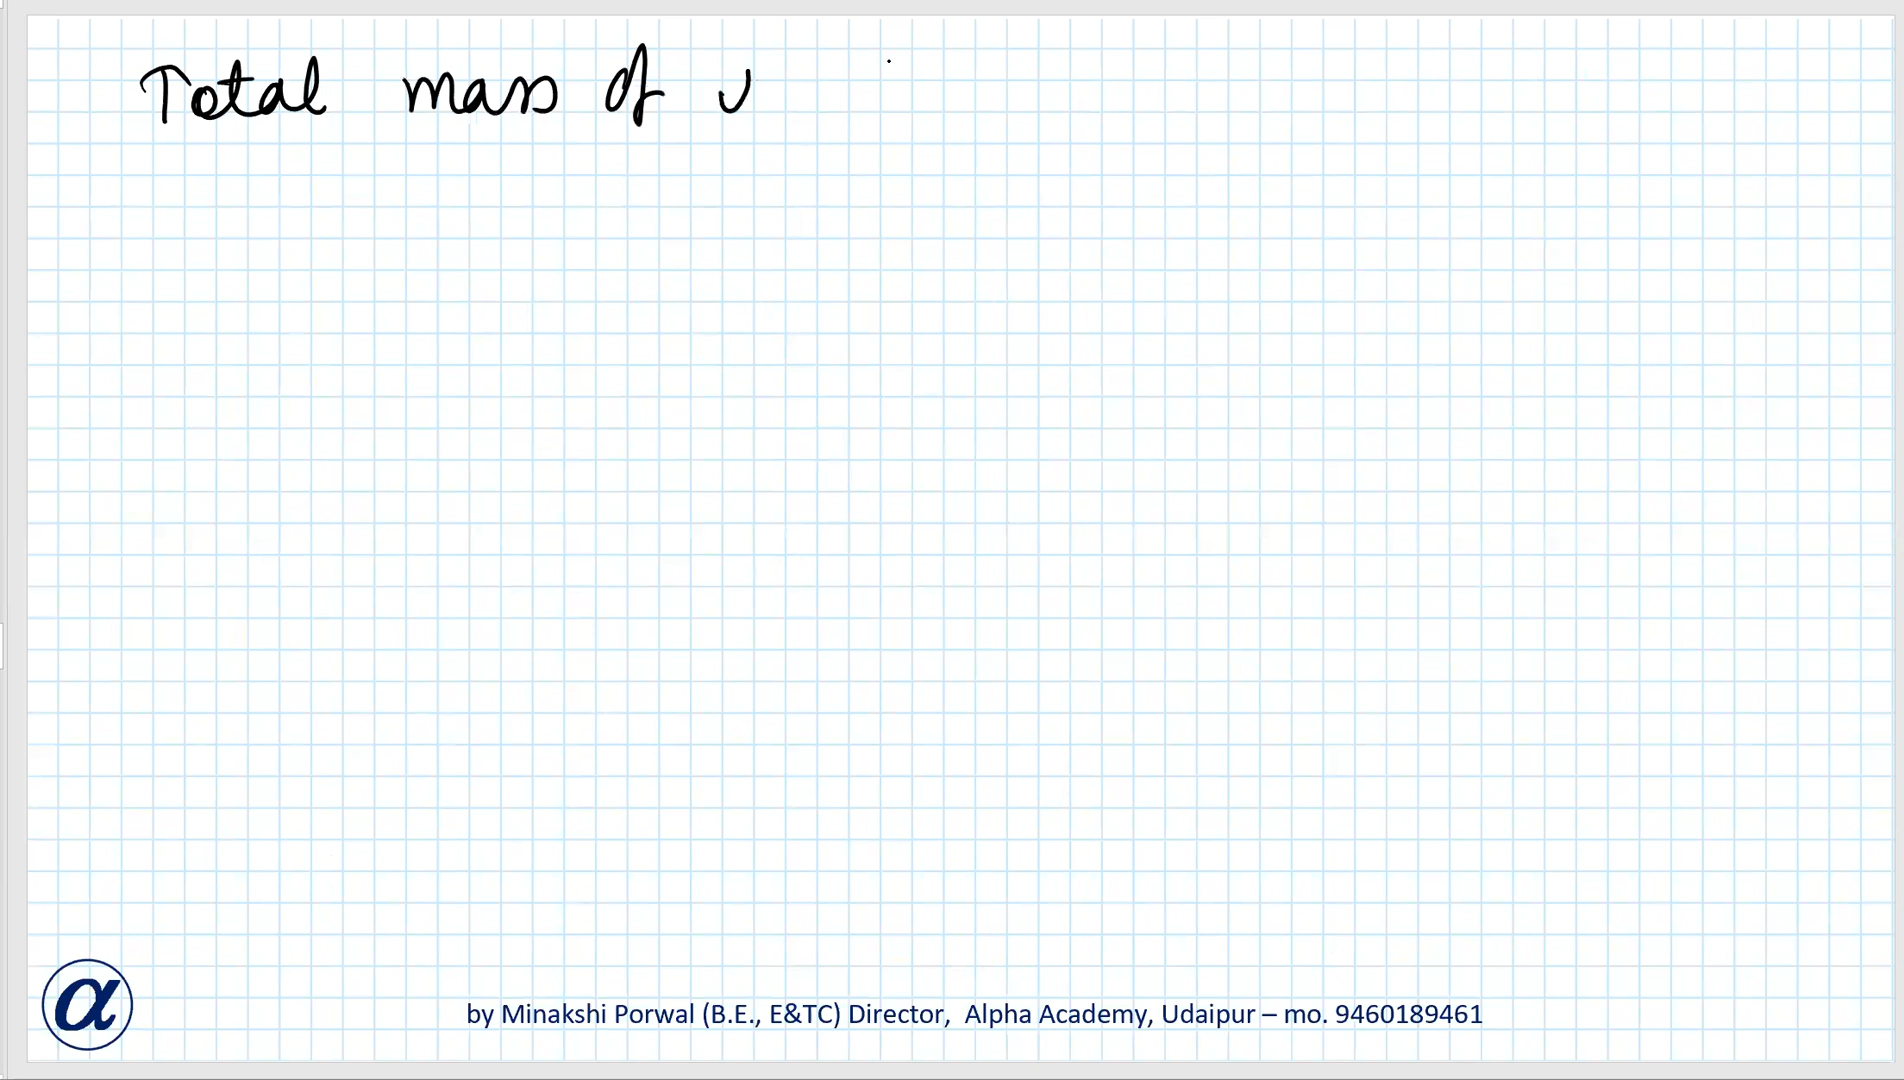 Total mass of
α
by Minakshi Porwal (B.E., E&TC) Director, Alpha Academy, Udaipur – mo. 9460189461